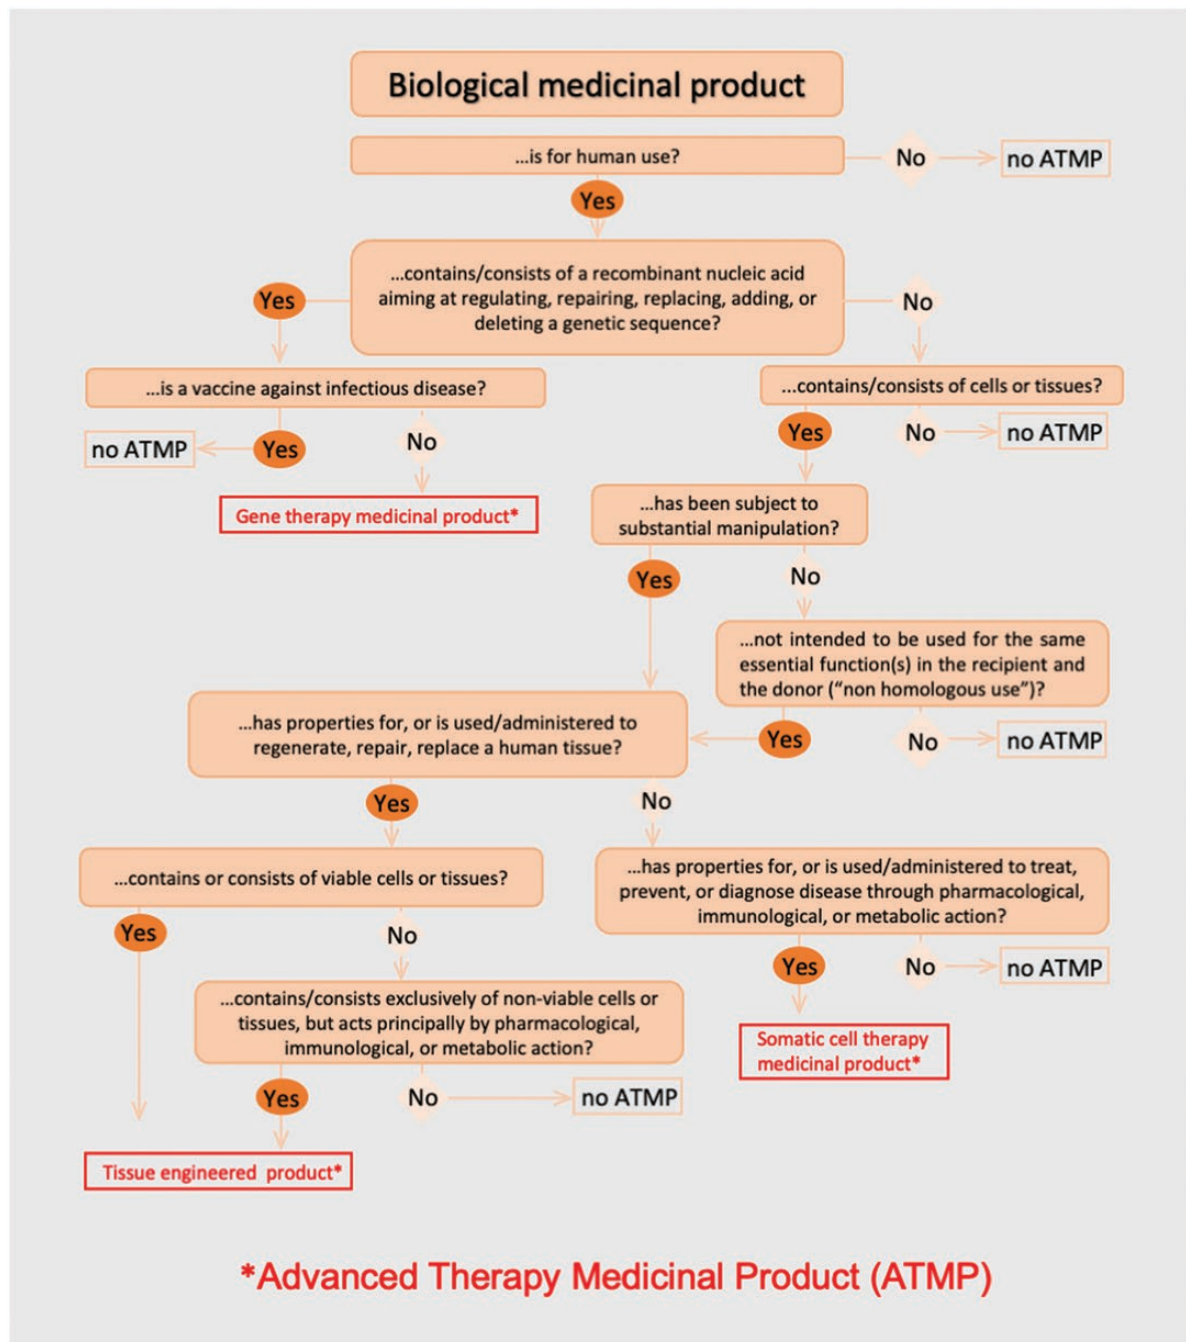 Biological medicinal product
...is for human use?
No
no ATMP
Yes
...contains/consists of a recombinant nucleic acid
aiming at regulating, repairing, replacing, adding, or
deleting a genetic sequence?
Yes
No
...is a vaccine against infectious disease?
...contains/consists of cells or tissues?
no ATMP
Yes
No
Yes
No
no ATMP
Gene therapy medicinal product*
...has been subject to
substantial manipulation?
Yes
No
...not intended to be used for the same
essential function(s) in the recipient and
the donor (“non homologous use”)?
...has properties for, or is used/administered to
regenerate, repair, replace a human tissue?
Yes
No
no ATMP
Yes
No
...contains or consists of viable cells or tissues?
...has properties for, or is used/administered to treat,
prevent, or diagnose disease through pharmacological,
immunological, or metabolic action?
Yes
No
Yes
No
no ATMP
...contains/consists exclusively of non-viable cells or
tissues, but acts principally by pharmacological,
immunological, or metabolic action?
Somatic cell therapy
medicinal product*
Yes
No
no ATMP
Tissue engineered product*
*Advanced Therapy Medicinal Product (ATMP)